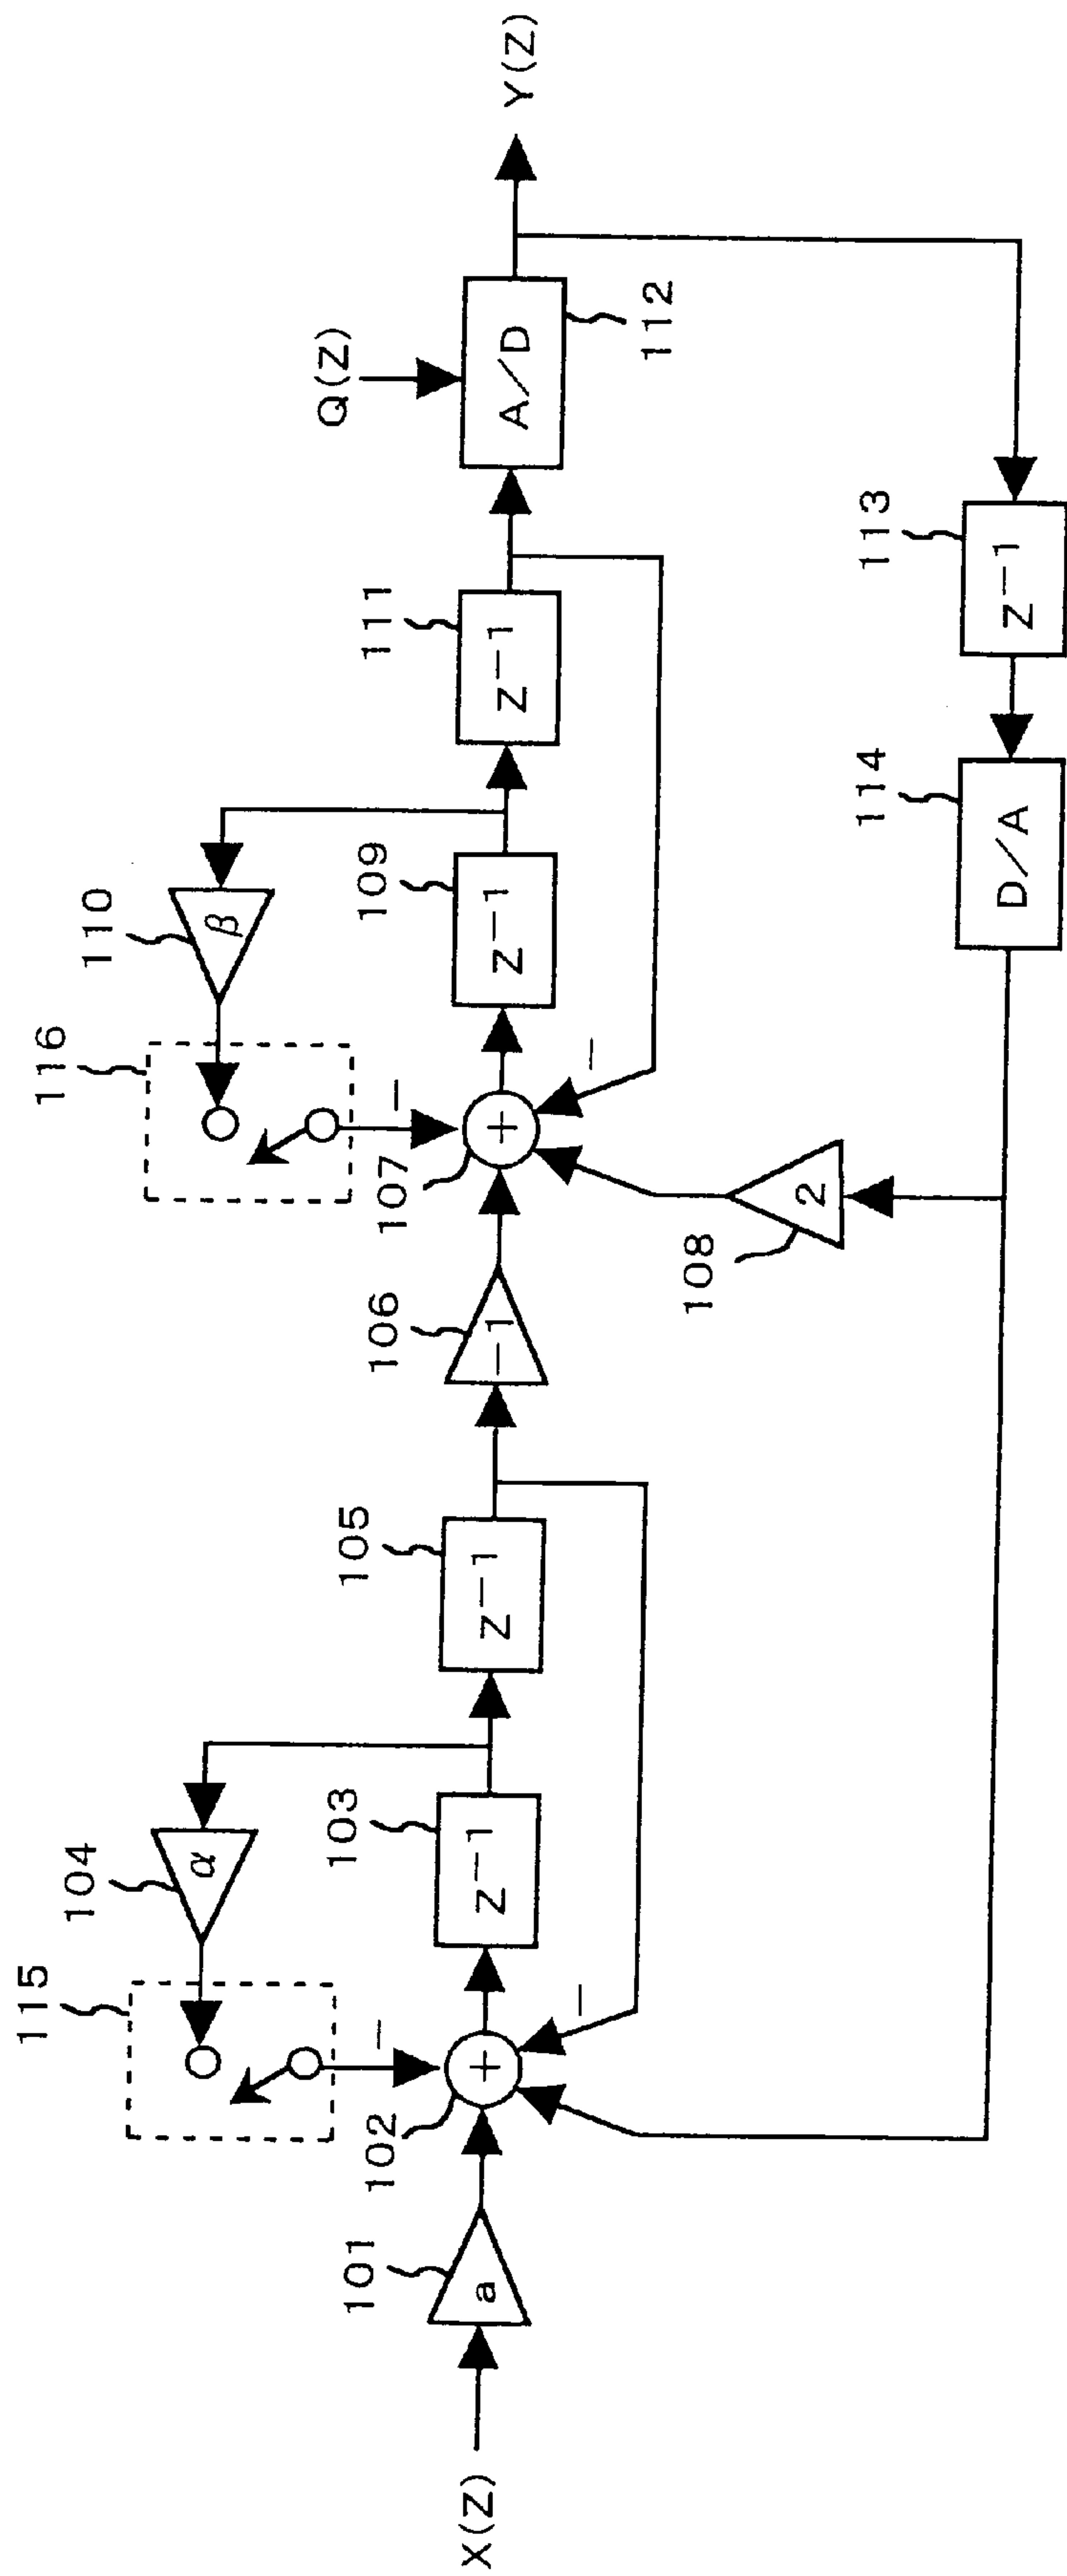 X(Z)
101
a
102
+
115
104
α
103
Z⁻¹
105
Z⁻¹
106
−1
107
+
116
110
β
109
Z⁻¹
111
Z⁻¹
Q(Z)
A/D
112
Y(Z)
108
2
113
Z⁻¹
114
D/A
−
−
−
−